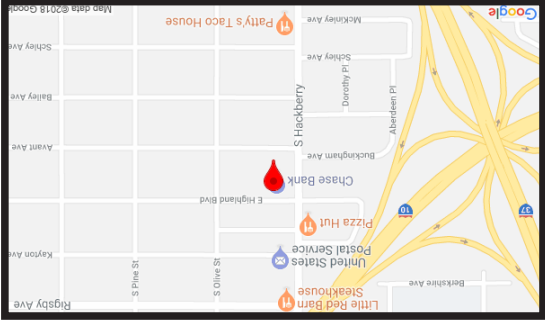 Map data ©2018 Google
Patty's Taco House
McKinley Ave
Schley Ave
Schley Ave
Dorothy Pl
Bailey Ave
Aberdeen Pl
S Hackberry
Avant Ave
Buckingham Ave
Chase Bank
E Highland Blvd
10
37
Pizza Hut
Kayton Ave
United States
Postal Service
S Pine St
S Olive St
Berkshire Ave
Rigsby Ave
Little Red Barn
Steakhouse
Google